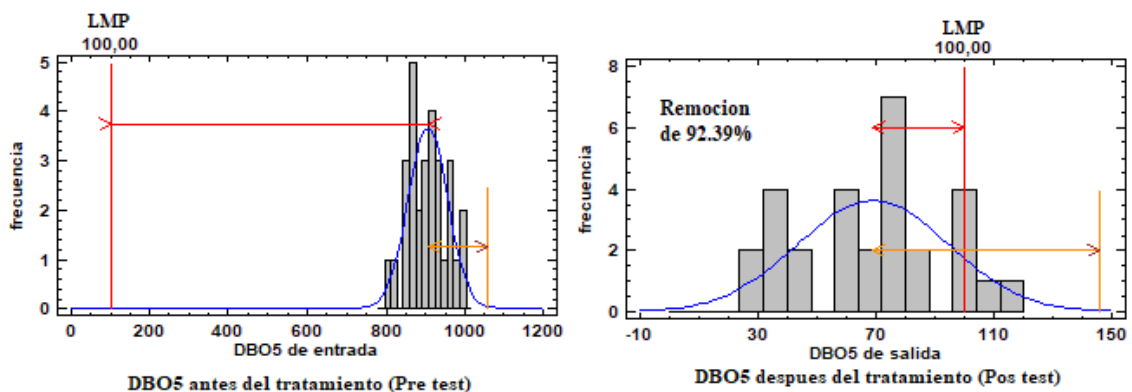 LMP
100,00
5
4
3
2
1
0
frecuencia
0 200 400 600 800 1000 1200
DBO5 de entrada
DBO5 antes del tratamiento (Pre test)
LMP
100,00
8
6
4
2
0
frecuencia
Remocion
de 92.39%
-10 30 70 110 150
DBO5 de salida
DBO5 despues del tratamiento (Pos test)